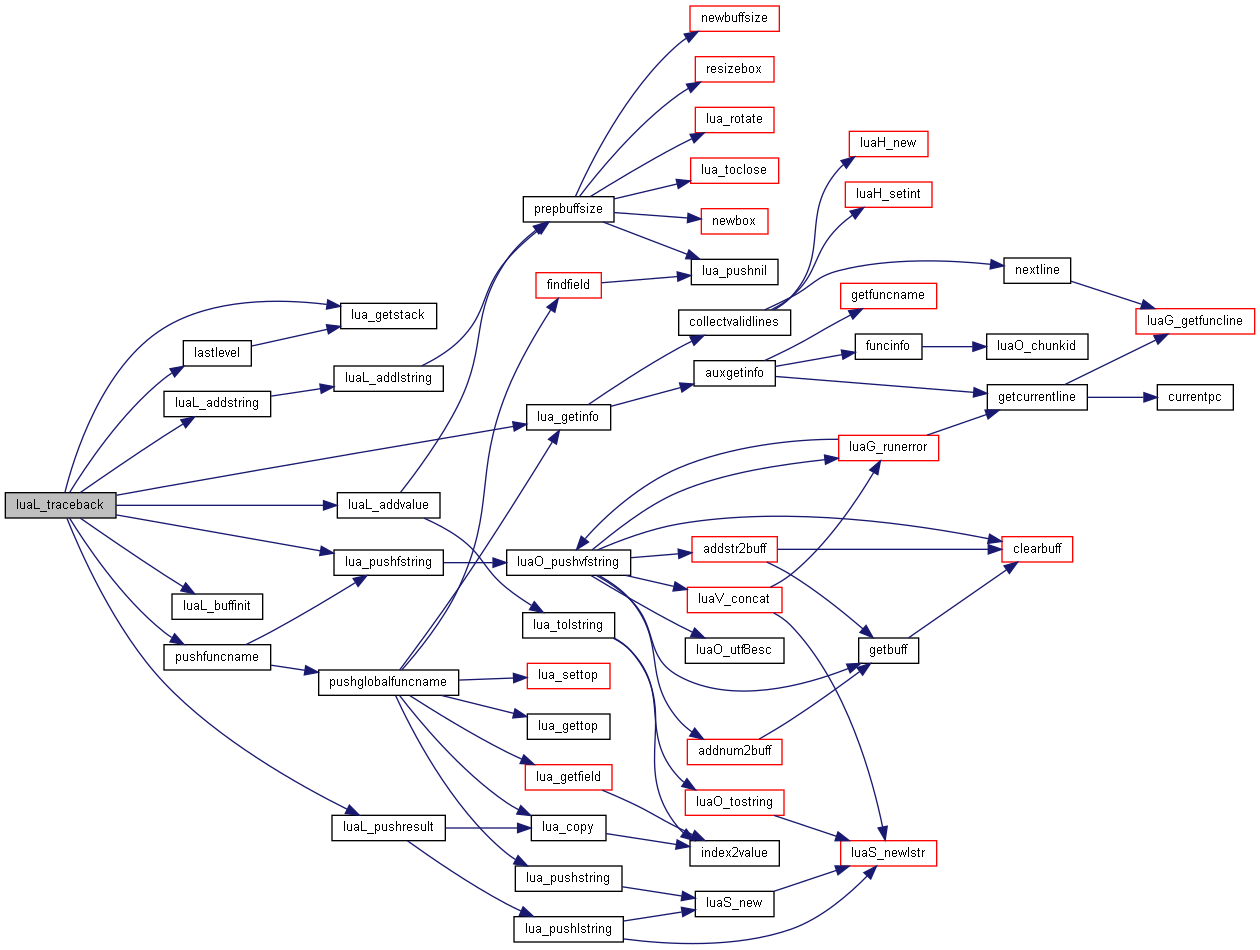 newbuffsize
resizebox
lua_rotate
luaH_new
lua_toclose
luaH_setint
prepbuffsize
newbox
lua_pushnil
nextline
findfield
getfuncname
lua_getstack
collectvalidlines
luaG_getfuncline
lastlevel
funcinfo
luaO_chunkid
luaL_addlstring
auxgetinfo
luaL_addstring
getcurrentline
currentpc
lua_getinfo
luaG_runerror
luaL_traceback
luaL_addvalue
lua_pushfstring
luaO_pushvfstring
addstr2buff
clearbuff
luaL_buffinit
luaV_concat
lua_tolstring
pushfuncname
luaO_utf8esc
getbuff
pushglobalfuncname
lua_settop
lua_gettop
addnum2buff
lua_getfield
luaO_tostring
luaL_pushresult
lua_copy
index2value
luaS_newlstr
lua_pushstring
luaS_new
lua_pushlstring